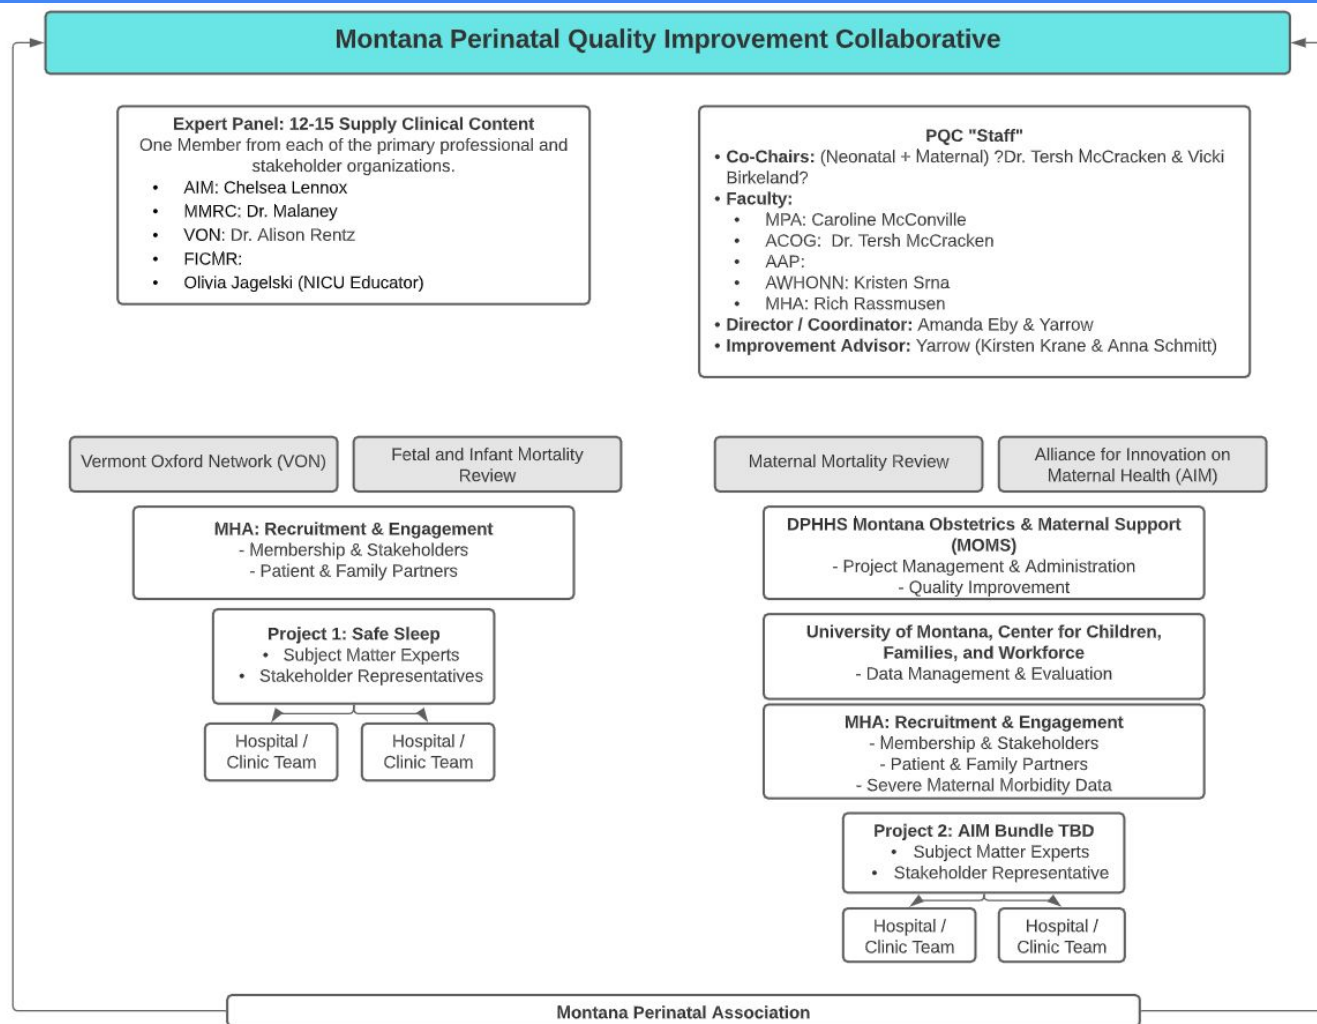 Montana Perinatal Quality Improvement Collaborative
Expert Panel: 12-15 Supply Clinical Content
One Member from each of the primary professional and
stakeholder organizations.
• AIM: Chelsea Lennox
• MMRC: Dr. Malaney
• VON: Dr. Alison Rentz
• FICMR:
• Olivia Jagelski (NICU Educator)
PQC "Staff"
• Co-Chairs: (Neonatal + Maternal) ?Dr. Tersh McCracken & Vicki
Birkeland?
• Faculty:
• MPA: Caroline McConville
• ACOG: Dr. Tersh McCracken
• AAP:
• AWHONN: Kristen Srna
• MHA: Rich Rassmusen
• Director / Coordinator: Amanda Eby & Yarrow
• Improvement Advisor: Yarrow (Kirsten Krane & Anna Schmitt)
Vermont Oxford Network (VON)
Fetal and Infant Mortality
Review
MHA: Recruitment & Engagement
- Membership & Stakeholders
- Patient & Family Partners
Project 1: Safe Sleep
• Subject Matter Experts
• Stakeholder Representatives
Hospital /
Clinic Team
Hospital /
Clinic Team
Maternal Mortality Review
Alliance for Innovation on
Maternal Health (AIM)
DPHHS Montana Obstetrics & Maternal Support
(MOMS)
- Project Management & Administration
- Quality Improvement
University of Montana, Center for Children,
Families, and Workforce
- Data Management & Evaluation
MHA: Recruitment & Engagement
- Membership & Stakeholders
- Patient & Family Partners
- Severe Maternal Morbidity Data
Project 2: AIM Bundle TBD
• Subject Matter Experts
• Stakeholder Representative
Hospital /
Clinic Team
Hospital /
Clinic Team
Montana Perinatal Association